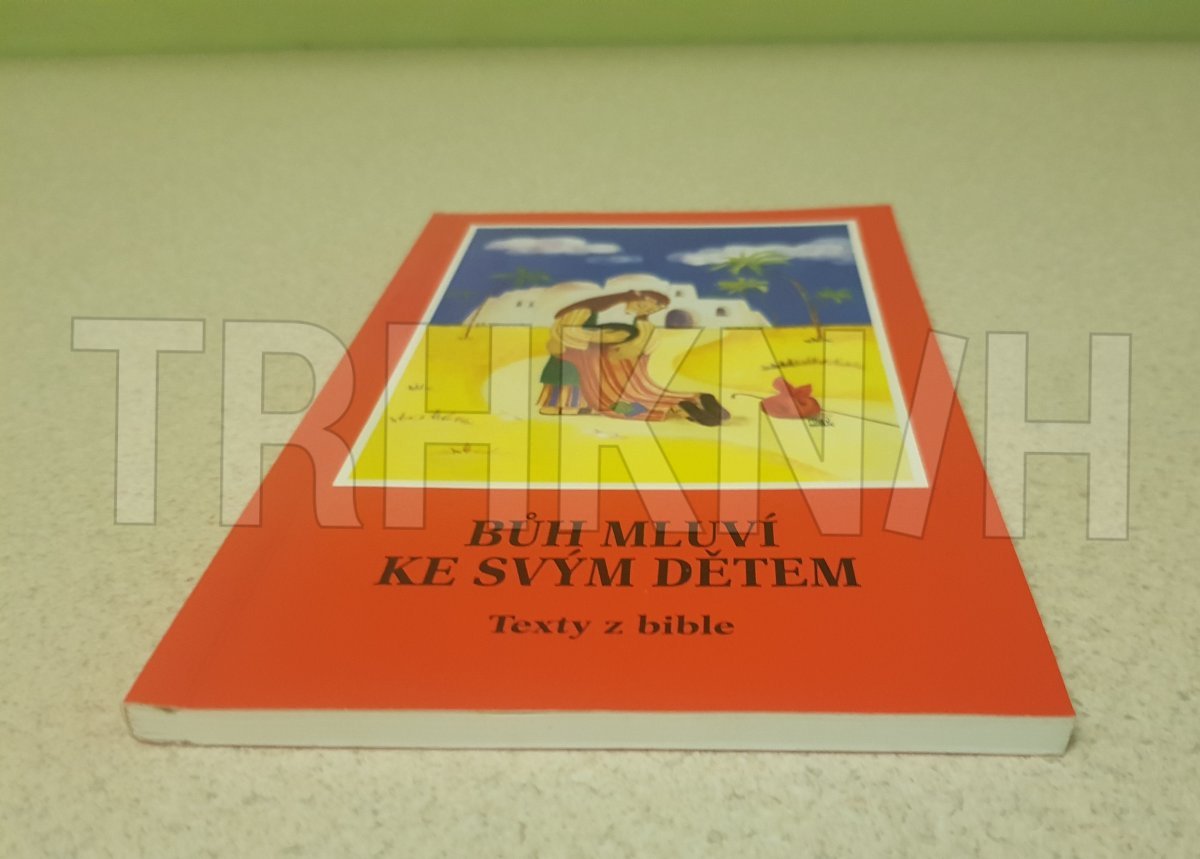 TRHKNIH
BŮH MLUVÍ
KE SVÝM DĚTEM
Texty z bible